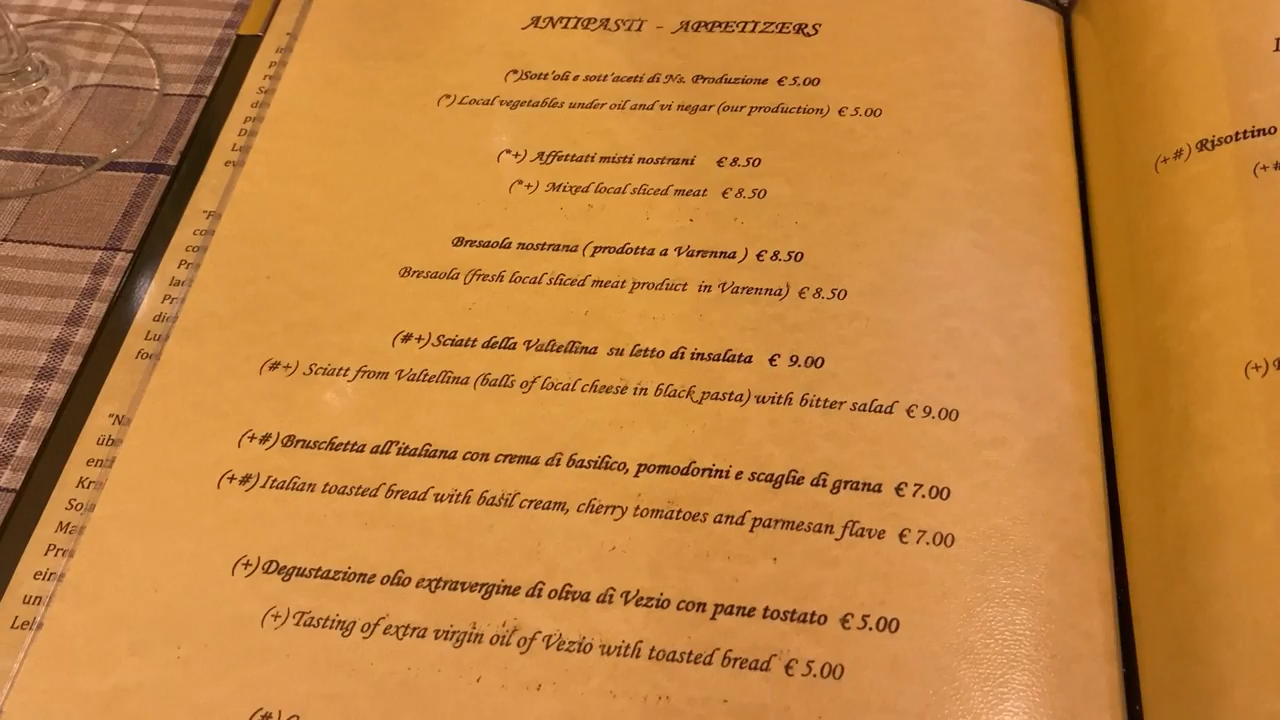 ANTIPASTI - APPETIZERS
(*)Sott'oli e sott'aceti di Ns. Produzione € 5,00
(*) Local vegetables under oil and vi negar (our production) € 5.00
(*+) Affettati misti nostrani € 8.50
(*+) Mixed local sliced meat € 8.50
Bresaola nostrana ( prodotta a Varenna ) € 8.50
Bresaola (fresh local sliced meat product in Varenna) € 8.50
(#+) Sciatt della Valtellina su letto di insalata € 9.00
(#+) Sciatt from Valtellina (balls of local cheese in black pasta) with bitter salad € 9.00
(+#) Bruschetta all'italiana con crema di basilico, pomodorini e scaglie di grana € 7.00
(+#) Italian toasted bread with basil cream, cherry tomatoes and parmesan flave € 7.00
(+) Degustazione olio extravergine di oliva di Vezio con pane tostato € 5.00
(+) Tasting of extra virgin oil of Vezio with toasted bread € 5.00
(+#) Risottino